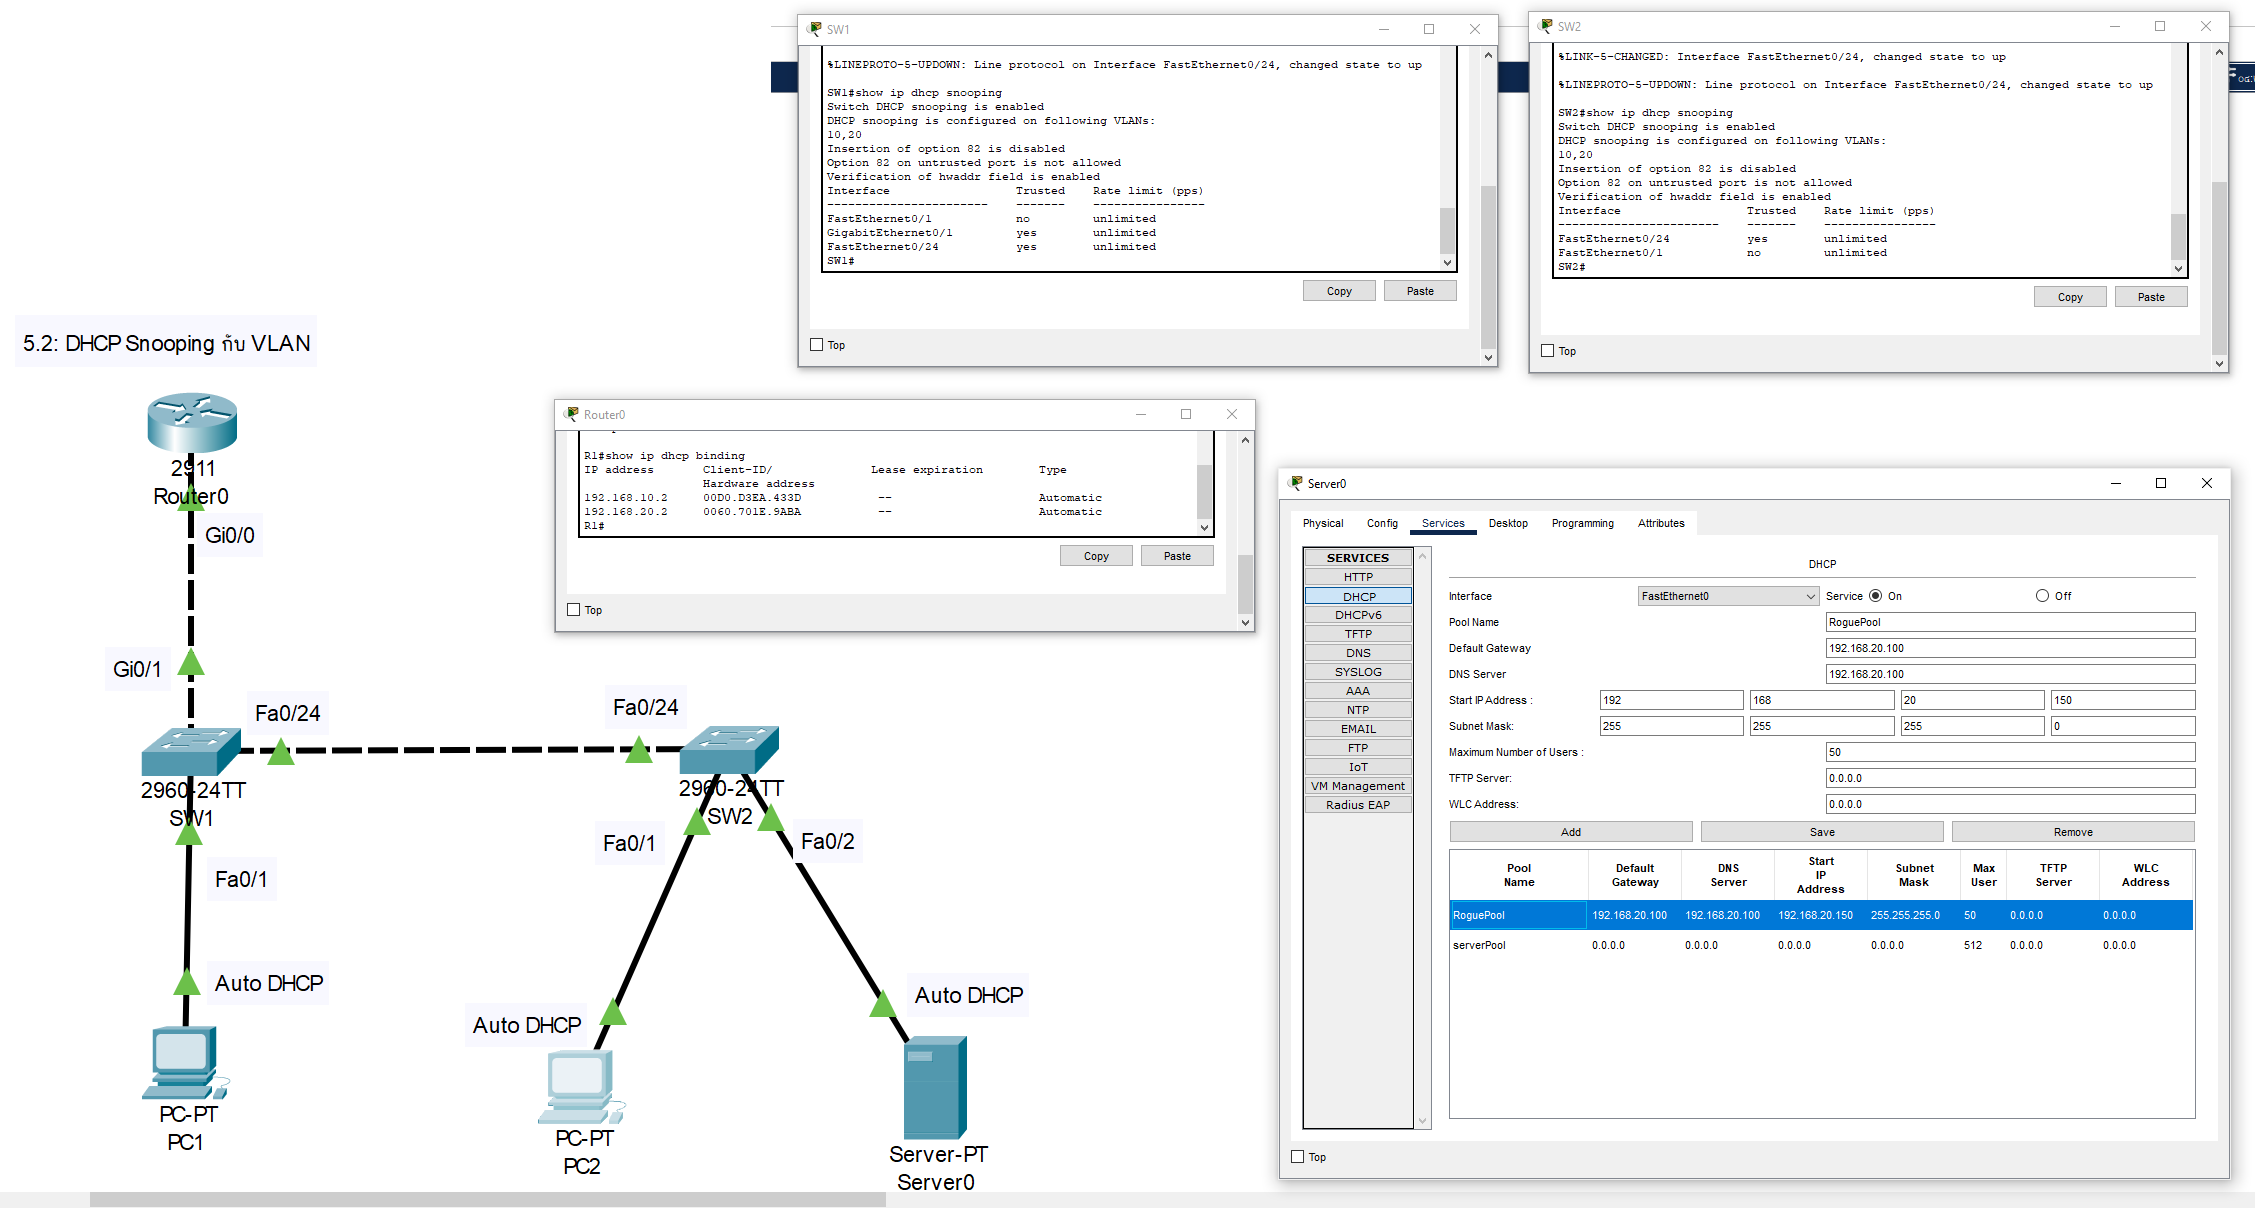 SW1
%LINEPROTO-5-UPDOWN: Line protocol on Interface FastEthernet0/24, changed state to up
SW1#show ip dhcp snooping
Switch DHCP snooping is enabled
DHCP snooping is configured on following VLANs:
10,20
Insertion of option 82 is disabled
Option 82 on untrusted port is not allowed
Verification of hwaddr field is enabled
Interface Trusted Rate limit (pps)
----------------------- ------- ----------------
FastEthernet0/1 no unlimited
GigabitEthernet0/1 yes unlimited
FastEthernet0/24 yes unlimited
SW1#
Copy Paste
Top
SW2
%LINK-5-CHANGED: Interface FastEthernet0/24, changed state to up
%LINEPROTO-5-UPDOWN: Line protocol on Interface FastEthernet0/24, changed state to up
SW2#show ip dhcp snooping
Switch DHCP snooping is enabled
DHCP snooping is configured on following VLANs:
10,20
Insertion of option 82 is disabled
Option 82 on untrusted port is not allowed
Verification of hwaddr field is enabled
Interface Trusted Rate limit (pps)
----------------------- ------- ----------------
FastEthernet0/24 yes unlimited
FastEthernet0/1 no unlimited
SW2#
Copy Paste
Top
5.2: DHCP Snooping กับ VLAN
2911
Router0
Gi0/0
Gi0/1
Fa0/24
Fa0/24
2960-24TT
SW1
2960-24TT
SW2
Fa0/1
Fa0/1
Fa0/2
Auto DHCP
Auto DHCP
Auto DHCP
PC-PT
PC1
PC-PT
PC2
Server-PT
Server0
Router0
R1#show ip dhcp binding
IP address Client-ID/ Lease expiration Type
Hardware address
192.168.10.2 00D0.D3EA.433D -- Automatic
192.168.20.2 0060.701E.9ABA -- Automatic
R1#
Copy Paste
Top
Server0
Physical Config Services Desktop Programming Attributes
SERVICES
HTTP
DHCP
DHCPv6
TFTP
DNS
SYSLOG
AAA
NTP
EMAIL
FTP
IoT
VM Management
Radius EAP
DHCP
Interface FastEthernet0 Service On Off
Pool Name RoguePool
Default Gateway 192.168.20.100
DNS Server 192.168.20.100
Start IP Address : 192 168 20 150
Subnet Mask: 255 255 255 0
Maximum Number of Users : 50
TFTP Server: 0.0.0.0
WLC Address: 0.0.0.0
Add Save Remove
Pool Name Default Gateway DNS Server Start IP Address Subnet Mask Max User TFTP Server WLC Address
RoguePool 192.168.20.100 192.168.20.100 192.168.20.150 255.255.255.0 50 0.0.0.0 0.0.0.0
serverPool 0.0.0.0 0.0.0.0 0.0.0.0 0.0.0.0 512 0.0.0.0 0.0.0.0
Top